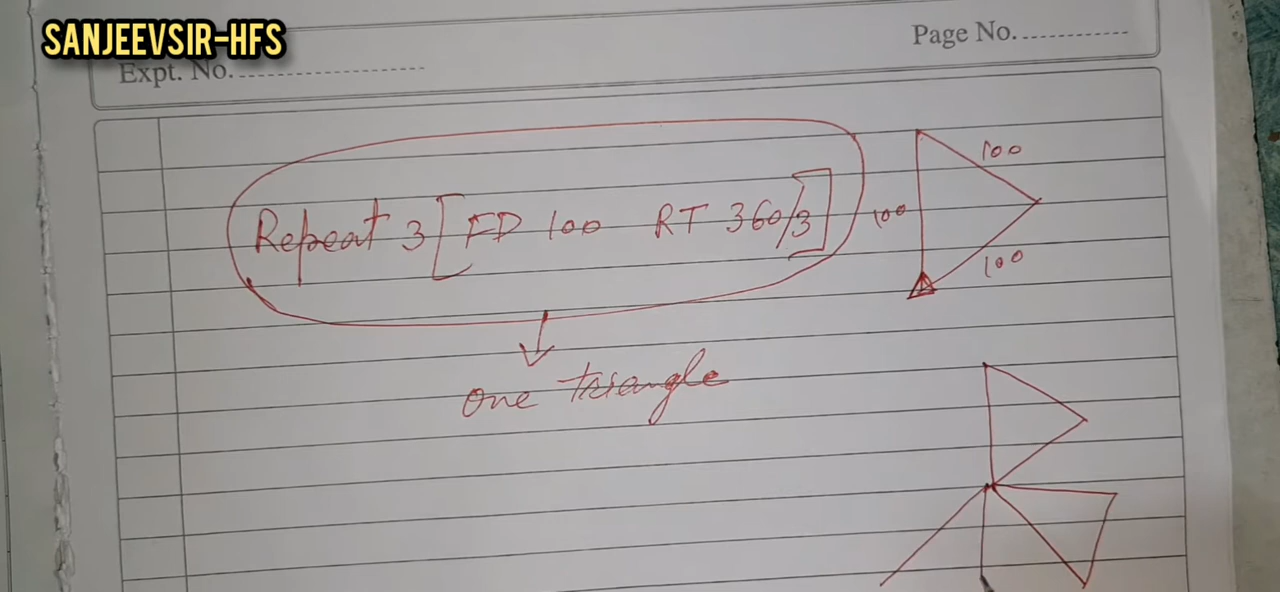 SANJEEVSIR-HFS
Page No.
Expt. No.
Repeat 3[FD 100 RT 360/3]
100
100
100
One triangle